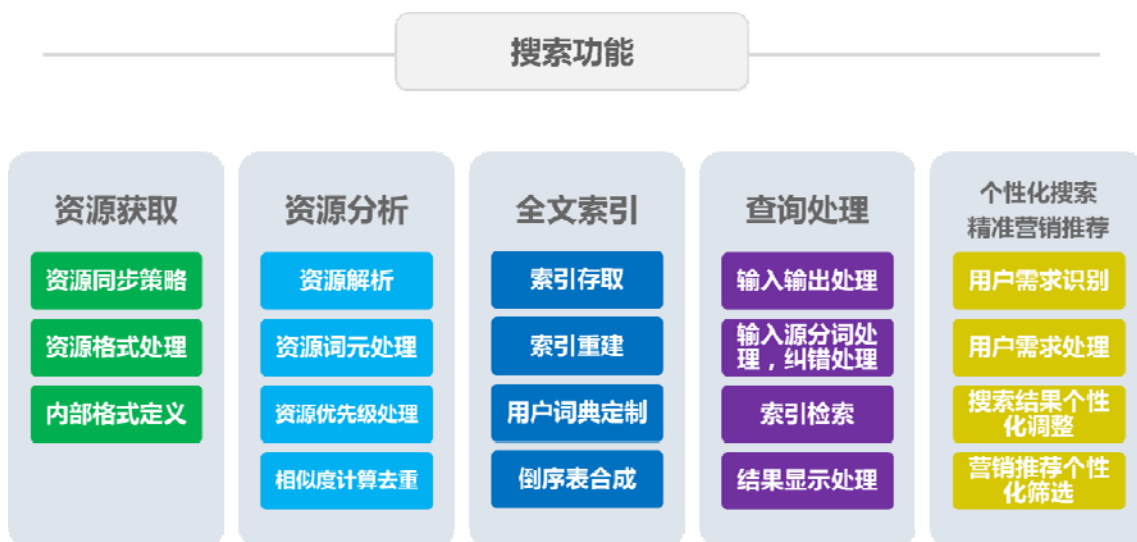 搜索功能
资源获取
资源同步策略
资源格式处理
内部格式定义
资源分析
资源解析
资源词元处理
资源优先级处理
相似度计算去重
全文索引
索引存取
索引重建
用户词典定制
倒序表合成
查询处理
输入输出处理
输入源分词处
理，纠错处理
索引检索
结果显示处理
个性化搜索
精准营销推荐
用户需求识别
用户需求处理
搜索结果个性
化调整
营销推荐个性
化筛选